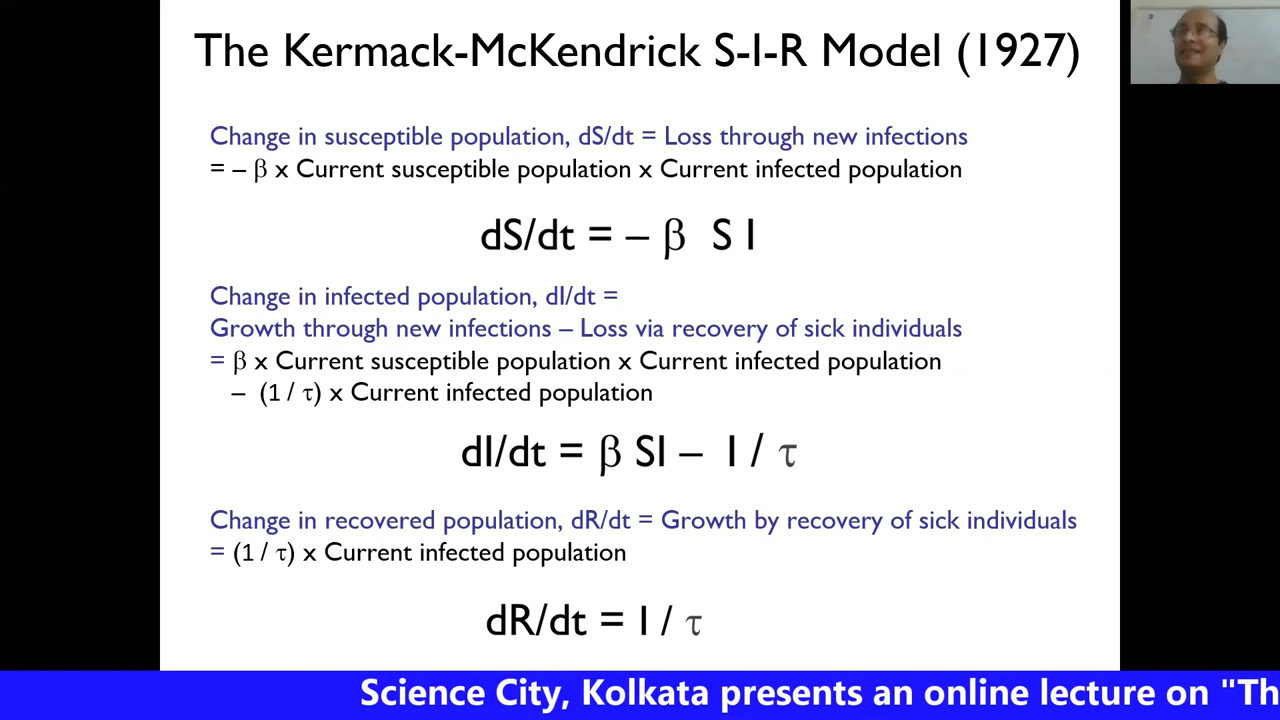 The Kermack-McKendrick S-I-R Model (1927)
Change in susceptible population, dS/dt = Loss through new infections
= – β x Current susceptible population x Current infected population
dS/dt = – β S I
Change in infected population, dI/dt =
Growth through new infections – Loss via recovery of sick individuals
= β x Current susceptible population x Current infected population
– (1 / τ) x Current infected population
dI/dt = β SI – I / τ
Change in recovered population, dR/dt = Growth by recovery of sick individuals
= (1 / τ) x Current infected population
dR/dt = I / τ
Science City, Kolkata presents an online lecture on "Th